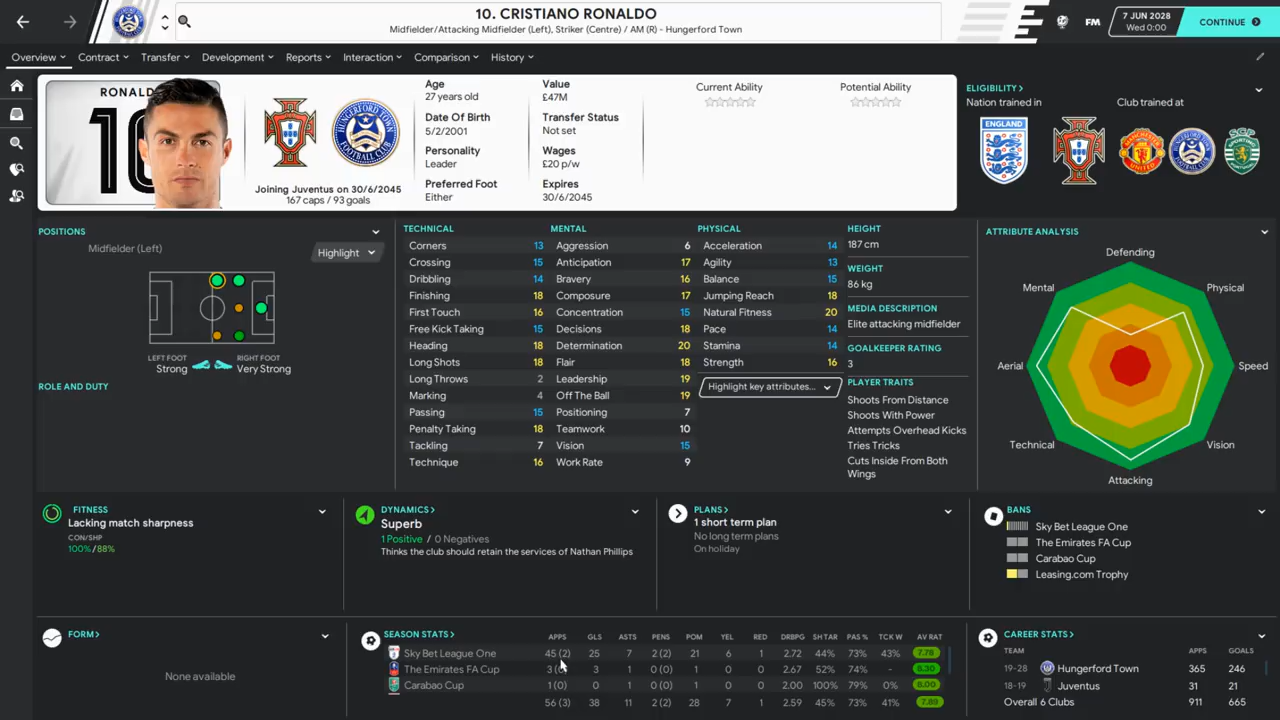 10. CRISTIANO RONALDO
Midfielder/Attacking Midfielder (Left), Striker (Centre) / AM (R) - Hungerford Town
FM
7 JUN 2028
Wed 0:00
CONTINUE
Overview
Contract
Transfer
Development
Reports
Interaction
Comparison
History
RONALD
10
Joining Juventus on 30/6/2045
167 caps / 93 goals
Age
27 years old
Date Of Birth
5/2/2001
Personality
Leader
Preferred Foot
Either
Value
£47M
Transfer Status
Not set
Wages
£20 p/w
Expires
30/6/2045
Current Ability
Potential Ability
ELIGIBILITY>
Nation trained in
Club trained at
ENGLAND
POSITIONS
Midfielder (Left)
Highlight
LEFT FOOT
Strong
RIGHT FOOT
Very Strong
ROLE AND DUTY
TECHNICAL
Corners 13
Crossing 15
Dribbling 14
Finishing 18
First Touch 16
Free Kick Taking 15
Heading 18
Long Shots 18
Long Throws 2
Marking 4
Passing 15
Penalty Taking 18
Tackling 7
Technique 16
MENTAL
Aggression 6
Anticipation 17
Bravery 16
Composure 17
Concentration 15
Decisions 18
Determination 20
Flair 18
Leadership 19
Off The Ball 19
Positioning 7
Teamwork 10
Vision 15
Work Rate 9
PHYSICAL
Acceleration 14
Agility 13
Balance 15
Jumping Reach 18
Natural Fitness 20
Pace 14
Stamina 14
Strength 16
Highlight key attributes...
HEIGHT
187 cm
WEIGHT
86 kg
MEDIA DESCRIPTION
Elite attacking midfielder
GOALKEEPER RATING
3
PLAYER TRAITS
Shoots From Distance
Shoots With Power
Attempts Overhead Kicks
Tries Tricks
Cuts Inside From Both
Wings
ATTRIBUTE ANALYSIS
Defending
Physical
Speed
Vision
Attacking
Technical
Aerial
Mental
FITNESS
Lacking match sharpness
CON/SHP
100%/88%
DYNAMICS>
Superb
1 Positive / 0 Negatives
Thinks the club should retain the services of Nathan Phillips
PLANS>
1 short term plan
No long term plans
On holiday
BANS
Sky Bet League One
The Emirates FA Cup
Carabao Cup
Leasing.com Trophy
FORM>
None available
SEASON STATS> APPS GLS ASTS PENS POM YEL RED DRBPG SH TAR PAS % TCK W AV RAT
Sky Bet League One 45 (2) 25 7 2 (2) 21 6 1 2.72 44% 73% 43% 7.78
The Emirates FA Cup 3 (0) 3 1 0 (0) 1 0 0 2.67 52% 74% - 8.30
Carabao Cup 1 (0) 0 1 0 (0) 1 0 0 2.00 100% 79% 0% 8.00
56 (3) 38 11 2 (2) 28 7 1 2.59 45% 73% 41% 7.89
CAREER STATS>
TEAM APPS GOALS
19-28 Hungerford Town 365 246
18-19 Juventus 31 21
Overall 6 Clubs 911 665